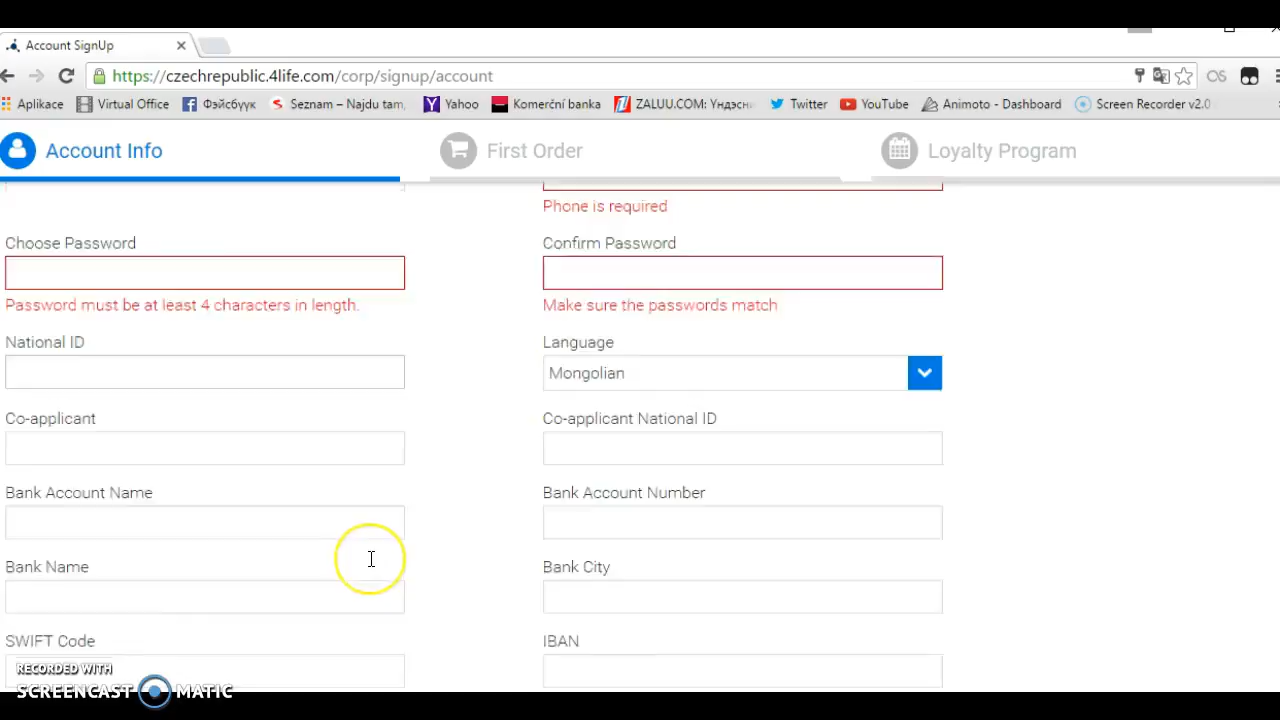 Account SignUp
https://czechrepublic.4life.com/corp/signup/account
Aplikace Virtual Office Фэйсбүүк Seznam – Najdu tam, Yahoo Komerční banka ZALUU.COM: Үндэсн Twitter YouTube Animoto - Dashboard Screen Recorder v2.0
Account Info First Order Loyalty Program
Phone is required
Choose Password Confirm Password
Password must be at least 4 characters in length. Make sure the passwords match
National ID Language
Mongolian
Co-applicant Co-applicant National ID
Bank Account Name Bank Account Number
Bank Name Bank City
SWIFT Code IBAN
RECORDED WITH
SCREENCAST MATIC